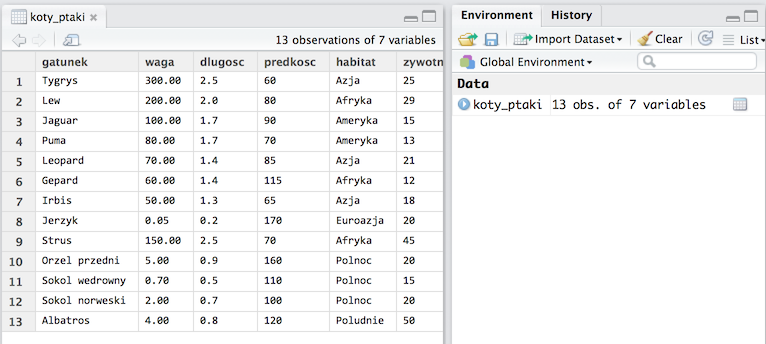 koty_ptaki
13 observations of 7 variables
gatunek waga dlugosc predkosc habitat zywotn
1 Tygrys 300.00 2.5 60 Azja 25
2 Lew 200.00 2.0 80 Afryka 29
3 Jaguar 100.00 1.7 90 Ameryka 15
4 Puma 80.00 1.7 70 Ameryka 13
5 Leopard 70.00 1.4 85 Azja 21
6 Gepard 60.00 1.4 115 Afryka 12
7 Irbis 50.00 1.3 65 Azja 18
8 Jerzyk 0.05 0.2 170 Euroazja 20
9 Strus 150.00 2.5 70 Afryka 45
10 Orzel przedni 5.00 0.9 160 Polnoc 20
11 Sokol wedrowny 0.70 0.5 110 Polnoc 15
12 Sokol norweski 2.00 0.7 100 Polnoc 20
13 Albatros 4.00 0.8 120 Poludnie 50
Environment History
Import Dataset Clear List
Global Environment
Data
koty_ptaki 13 obs. of 7 variables